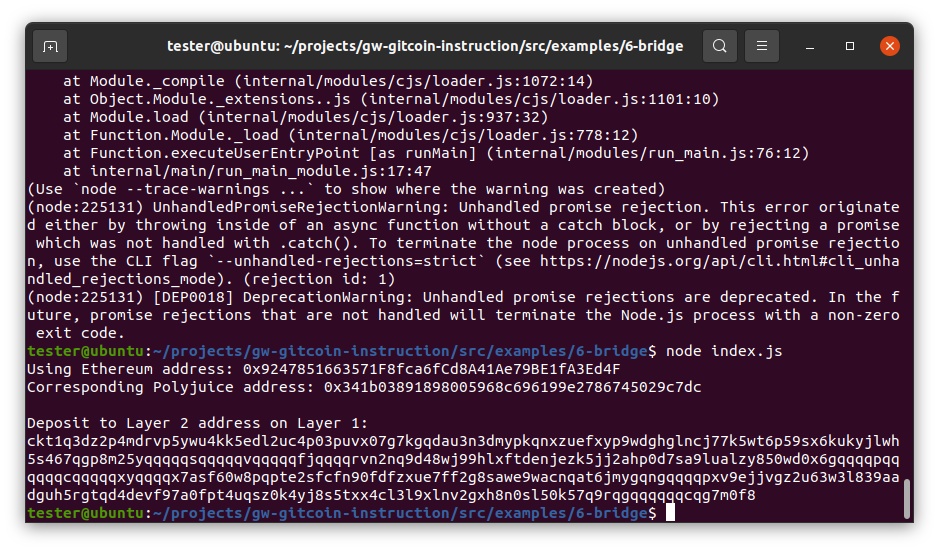 tester@ubuntu: ~/projects/gw-gitcoin-instruction/src/examples/6-bridge
at Module._compile (internal/modules/cjs/loader.js:1072:14)
at Object.Module._extensions..js (internal/modules/cjs/loader.js:1101:10)
at Module.load (internal/modules/cjs/loader.js:937:32)
at Function.Module._load (internal/modules/cjs/loader.js:778:12)
at Function.executeUserEntryPoint [as runMain] (internal/modules/run_main.js:76:12)
at internal/main/run_main_module.js:17:47
(Use `node --trace-warnings ...` to show where the warning was created)
(node:225131) UnhandledPromiseRejectionWarning: Unhandled promise rejection. This error originate
d either by throwing inside of an async function without a catch block, or by rejecting a promise
which was not handled with .catch(). To terminate the node process on unhandled promise rejectio
n, use the CLI flag `--unhandled-rejections=strict` (see https://nodejs.org/api/cli.html#cli_unha
ndled_rejections_mode). (rejection id: 1)
(node:225131) [DEP0018] DeprecationWarning: Unhandled promise rejections are deprecated. In the f
uture, promise rejections that are not handled will terminate the Node.js process with a non-zero
exit code.
tester@ubuntu:~/projects/gw-gitcoin-instruction/src/examples/6-bridge$ node index.js
Using Ethereum address: 0x9247851663571F8fca6fCd8A41Ae79BE1fA3Ed4F
Corresponding Polyjuice address: 0x341b03891898005968c696199e2786745029c7dc
Deposit to Layer 2 address on Layer 1:
ckt1q3dz2p4mdrvp5ywu4kk5edl2uc4p03puvx07g7kgqdau3n3dmypkqnxzuefxyp9wdghglncj77k5wt6p59sx6kukyjlwh
5s467qgp8m25yqqqqqsqqqqqvqqqqqfjqqqqrvn2nq9d48wj99hlxftdenjezk5jj2ahp0d7sa9lualzy850wd0x6gqqqqpqq
qqqqqcqqqqqxyqqqqx7asf60w8pqpte2sfcfn90fdfzxue7ff2g8sawe9wacnqat6jmygqngqqqqpxv9ejjvgz2u63w3l839aa
dguh5rgtqd4devf97a0fpt4uqsz0k4yj8s5txx4cl3l9xlnv2gxh8n0sl50k57q9rqgqqqqqqcqg7m0f8
tester@ubuntu:~/projects/gw-gitcoin-instruction/src/examples/6-bridge$